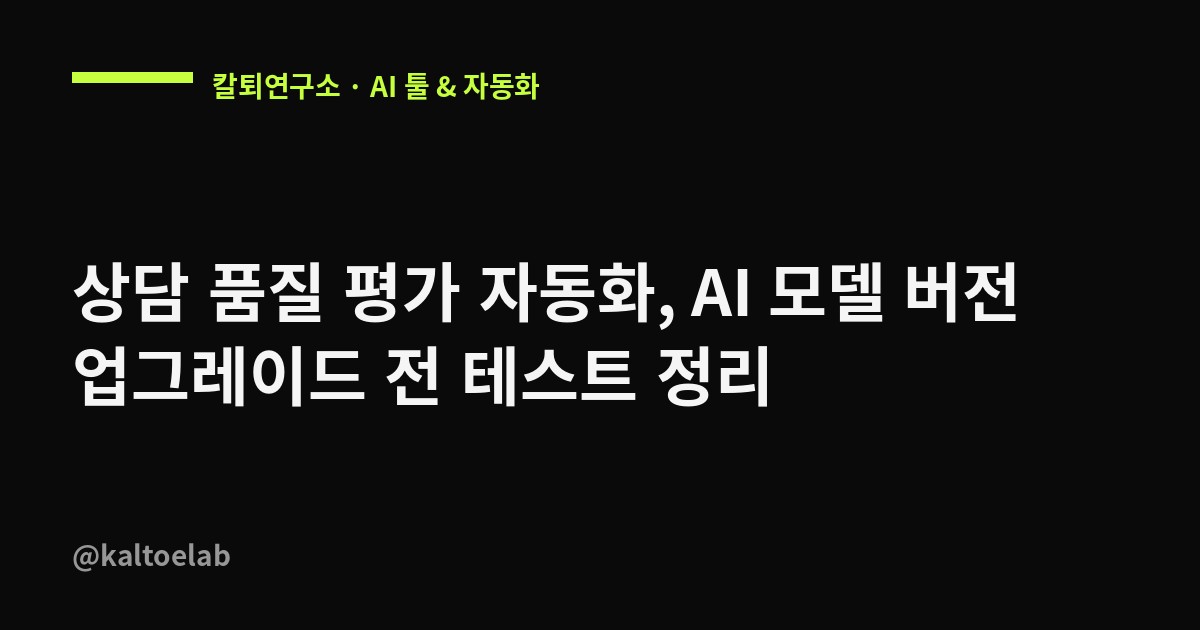 칼퇴연구소 · AI 툴 & 자동화
상담 품질 평가 자동화, AI 모델 버전
업그레이드 전 테스트 정리
@kaltoelab